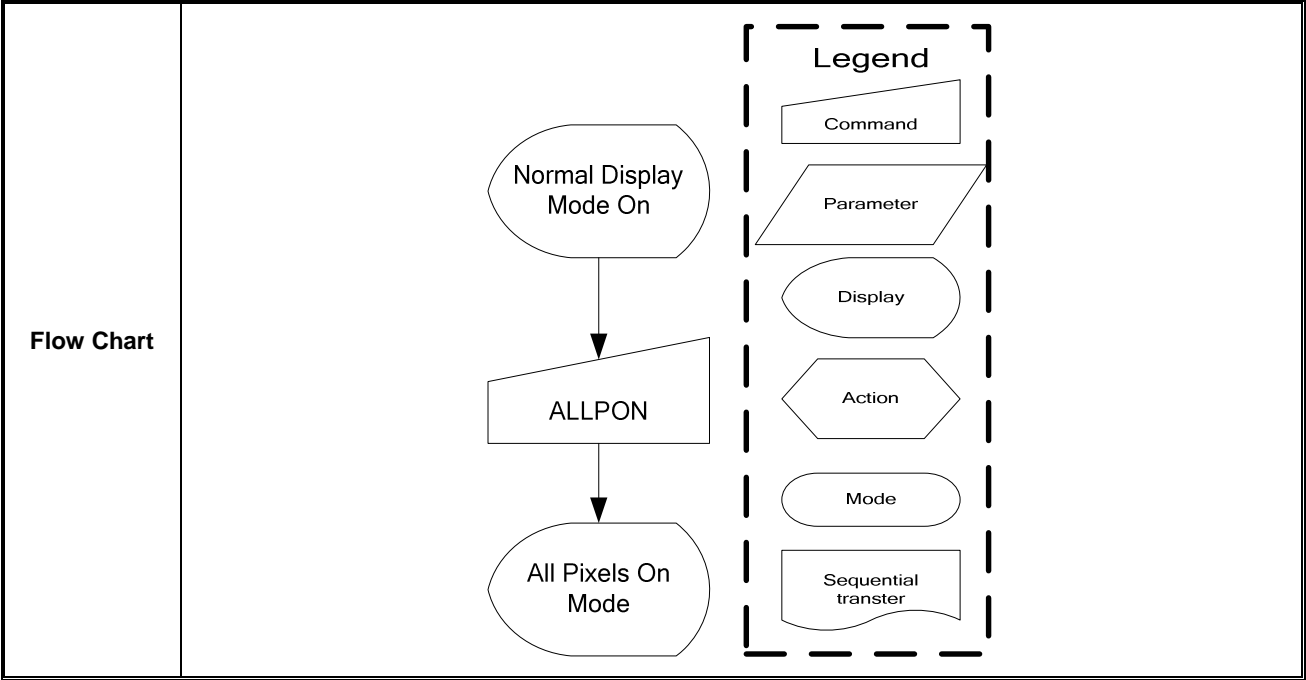 Flow Chart
Normal Display
Mode On
ALLPON
All Pixels On
Mode
Legend
Command
Parameter
Display
Action
Mode
Sequential
transter